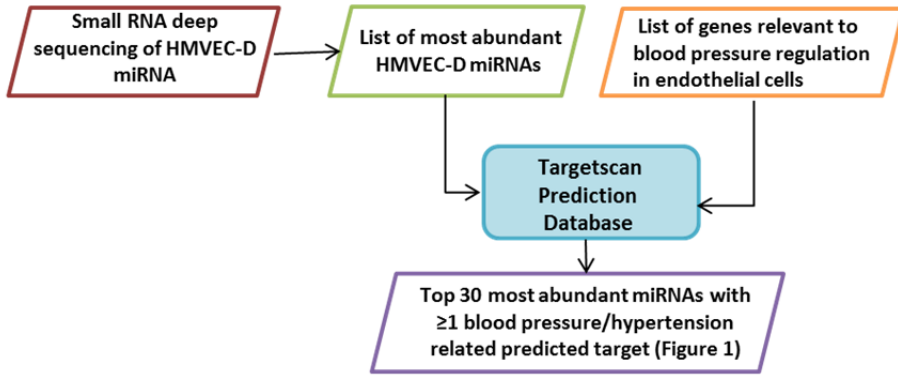 Small RNA deep
sequencing of HMVEC-D
miRNA
List of most abundant
HMVEC-D miRNAs
List of genes relevant to
blood pressure regulation
in endothelial cells
Targetscan
Prediction
Database
Top 30 most abundant miRNAs with
≥1 blood pressure/hypertension
related predicted target (Figure 1)